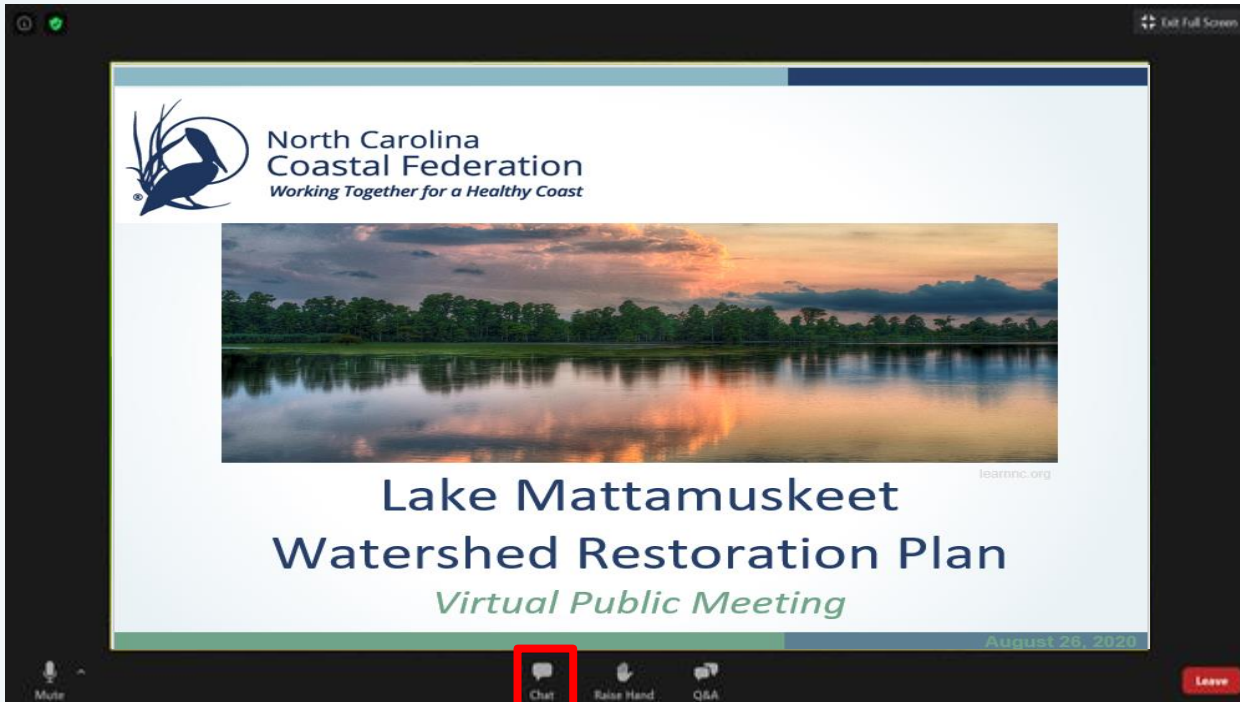 Exit Full Screen
North Carolina
Coastal Federation
Working Together for a Healthy Coast
®
learnnc.org
Lake Mattamuskeet
Watershed Restoration Plan
Virtual Public Meeting
August 26, 2020
Mute
Chat
Raise Hand
Q&A
Leave